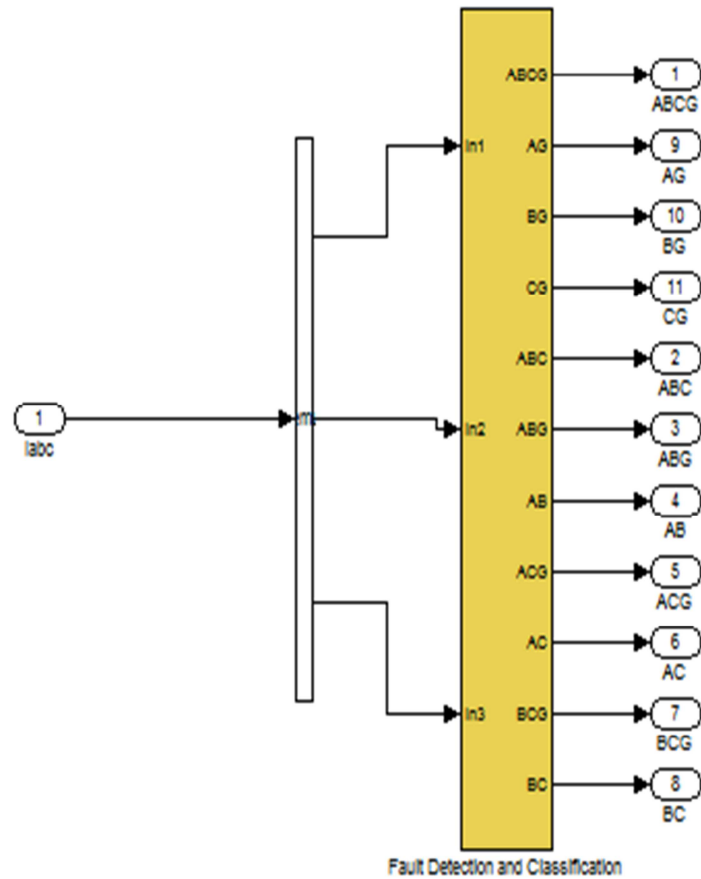 ABCG
1
ABCG
In1
AG
9
AG
BG
10
BG
CG
11
CG
ABC
2
ABC
1
Iabc
In2
ABG
3
ABG
AB
4
AB
ACG
5
ACG
AC
6
AC
In3
BCG
7
BCG
BC
8
BC
Fault Detection and Classification